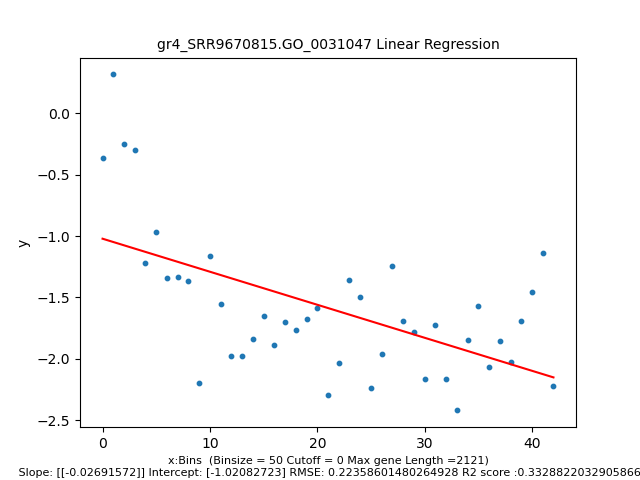 gr4_SRR9670815.GO_0031047 Linear Regression
0.0
−0.5
−1.0
−1.5
−2.0
−2.5
y
0 10 20 30 40
x:Bins (Binsize = 50 Cutoff = 0 Max gene Length =2121)
Slope: [[-0.02691572]] Intercept: [-1.02082723] RMSE: 0.22358601480264928 R2 score :0.3328822032905866